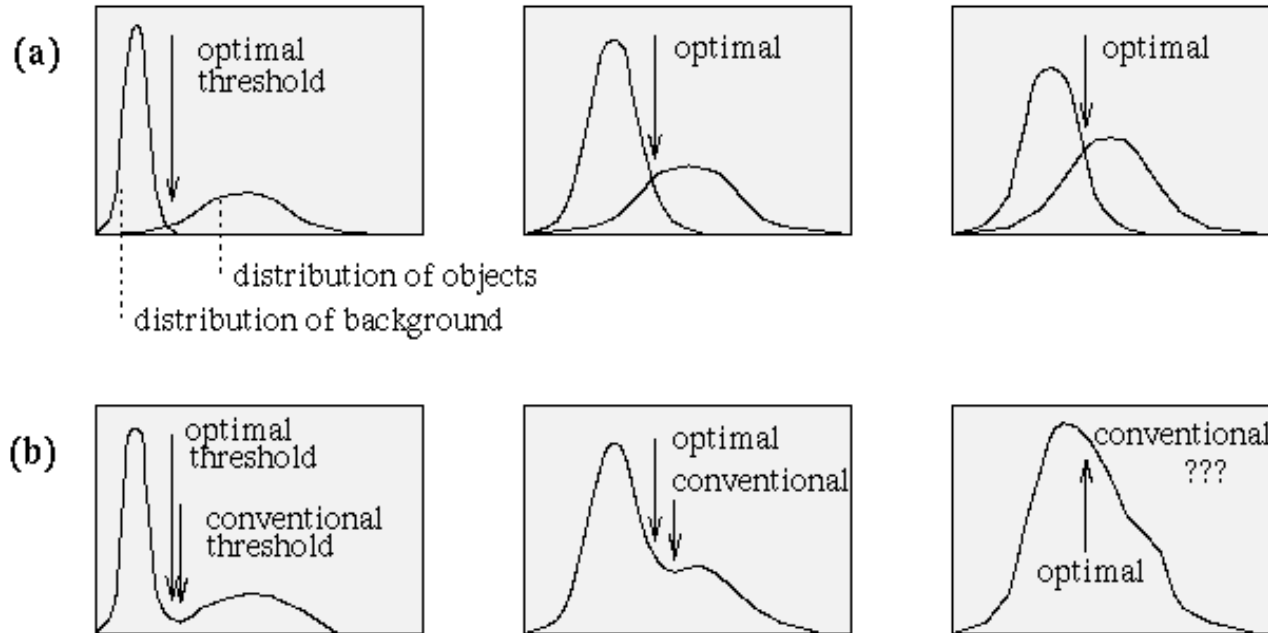 (a)
optimal
threshold
optimal
optimal
distribution of objects
distribution of background
(b)
optimal
threshold
conventional
threshold
optimal
conventional
conventional
???
optimal